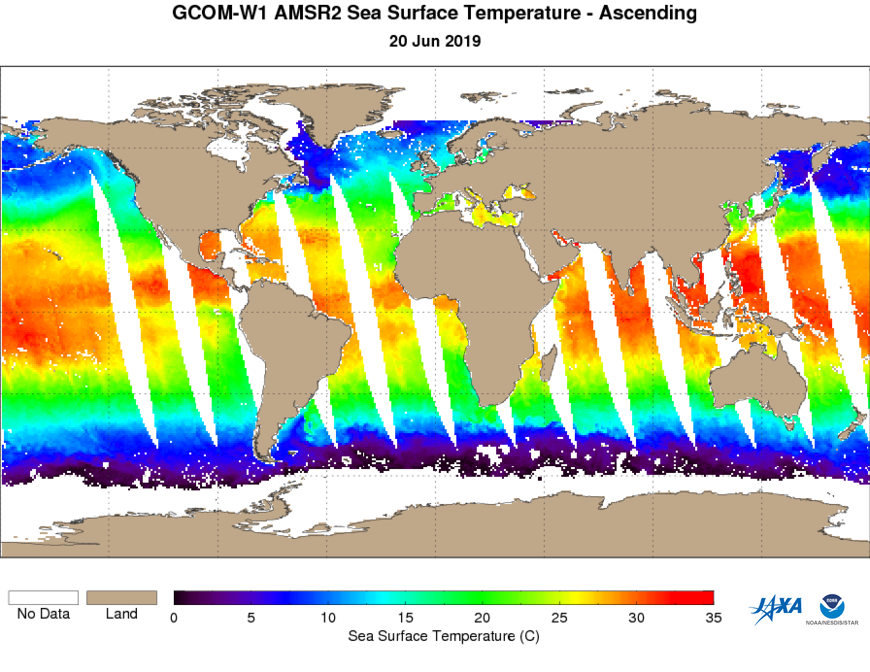 GCOM-W1 AMSR2 Sea Surface Temperature - Ascending
20 Jun 2019
No Data
Land
0 5 10 15 20 25 30 35
Sea Surface Temperature (C)
JAXA
NOAA/NESDIS/STAR